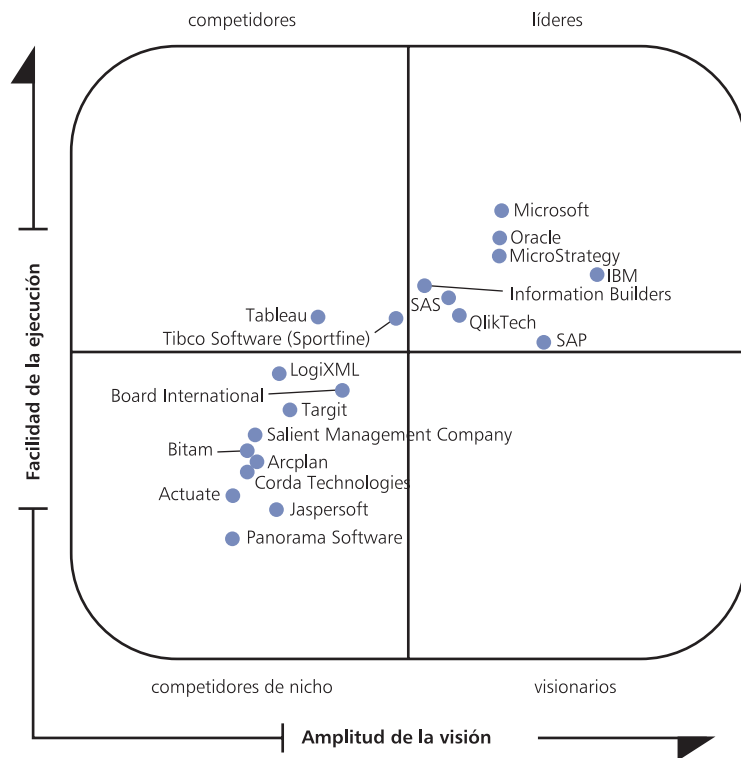 competidores
líderes
Microsoft
Oracle
MicroStrategy
IBM
Information Builders
SAS
Tableau
QlikTech
Tibco Software (Sportfine)
SAP
LogiXML
Board International
Targit
Salient Management Company
Bitam
Arcplan
Corda Technologies
Actuate
Jaspersoft
Panorama Software
Facilidad de la ejecución
competidores de nicho
visionarios
Amplitud de la visión